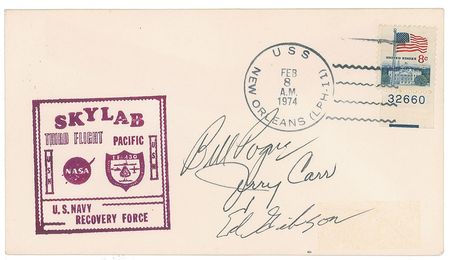 USS
NEW ORLEANS (LPH-11)
FEB
8
A.M.
1974
UNITED STATES 8c
32660
SKYLAB
THIRD FLIGHT PACIFIC
NASA
U.S. NAVY
RECOVERY FORCE
Bill Pogue
Jerry Carr
Ed Gibson